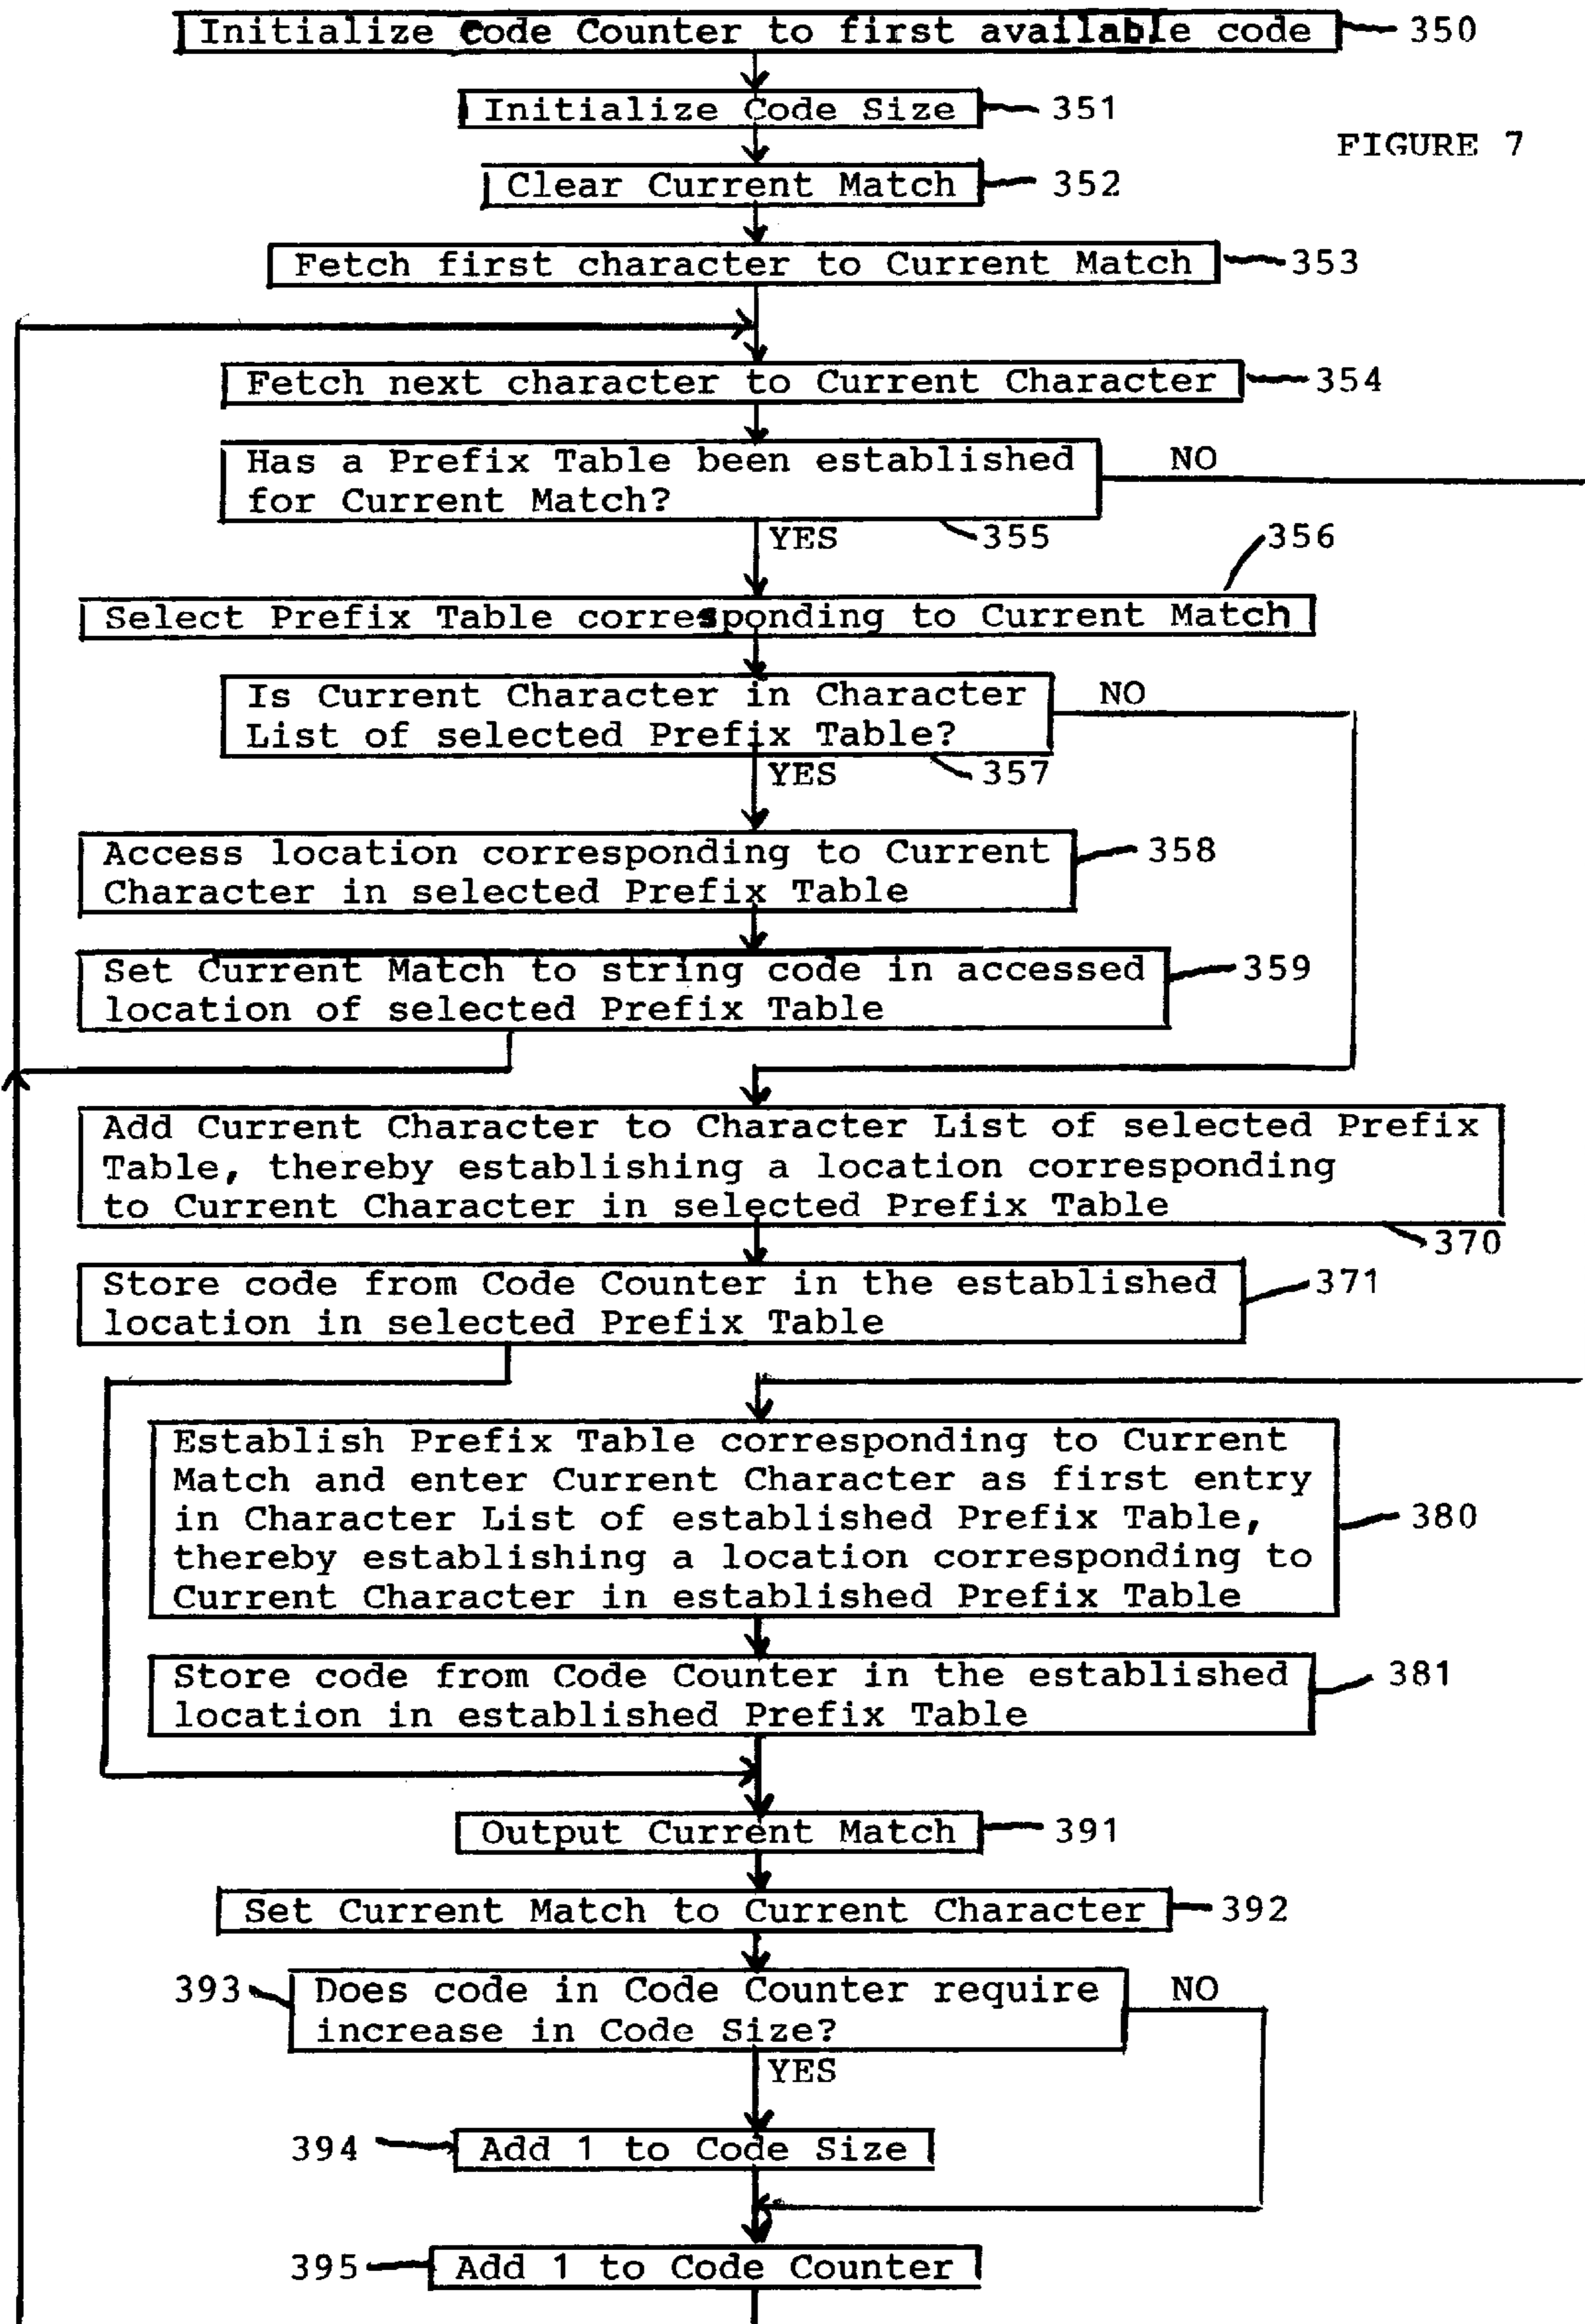 Initialize Code Counter to first available code 350
Initialize Code Size 351
FIGURE 7
Clear Current Match 352
Fetch first character to Current Match 353
Fetch next character to Current Character 354
Has a Prefix Table been established NO
for Current Match?
YES 355 356
Select Prefix Table corresponding to Current Match
Is Current Character in Character NO
List of selected Prefix Table?
YES 357
Access location corresponding to Current 358
Character in selected Prefix Table
Set Current Match to string code in accessed 359
location of selected Prefix Table
Add Current Character to Character List of selected Prefix
Table, thereby establishing a location corresponding
to Current Character in selected Prefix Table
370
Store code from Code Counter in the established 371
location in selected Prefix Table
Establish Prefix Table corresponding to Current
Match and enter Current Character as first entry
in Character List of established Prefix Table, 380
thereby establishing a location corresponding to
Current Character in established Prefix Table
Store code from Code Counter in the established 381
location in established Prefix Table
Output Current Match 391
Set Current Match to Current Character 392
393 Does code in Code Counter require NO
increase in Code Size?
YES
394 Add 1 to Code Size
395 Add 1 to Code Counter